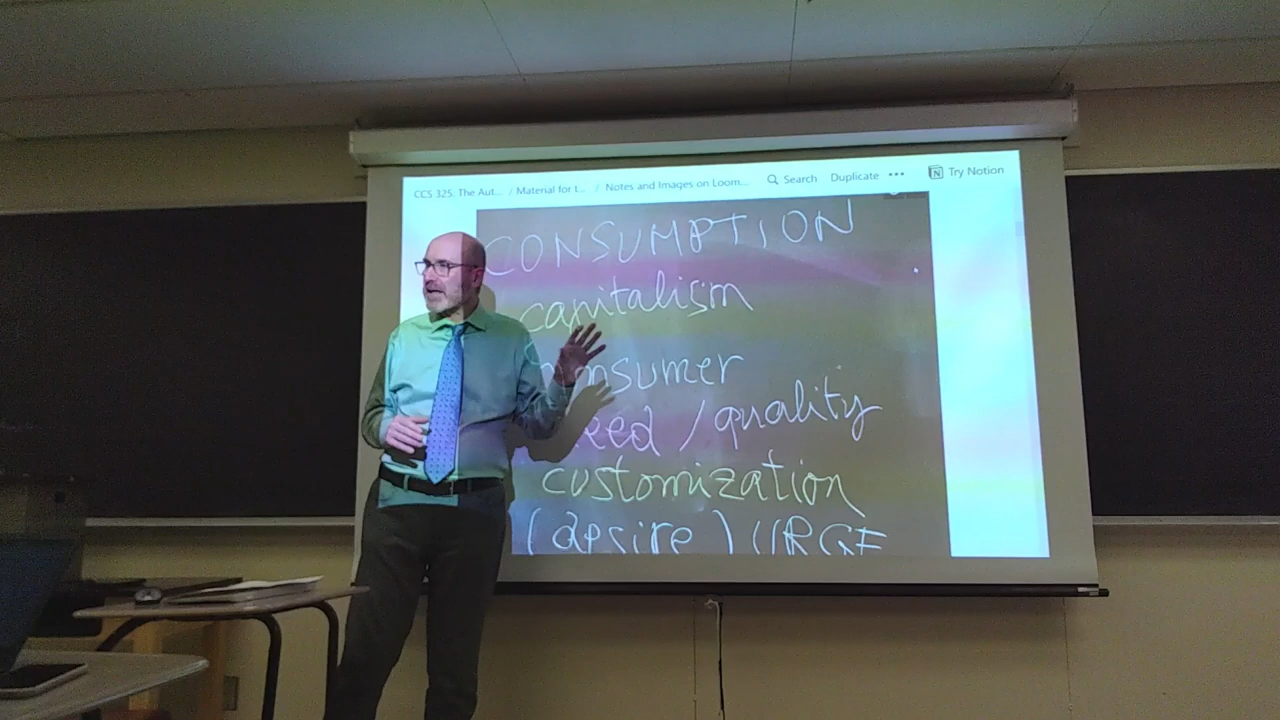 CCS 325. The Aut... / Material for L... / Notes and Images on Loom... Search Duplicate ••• Try Notion
CONSUMPTION
capitalism
consumer
eed / quality
customization
(desire) URGE